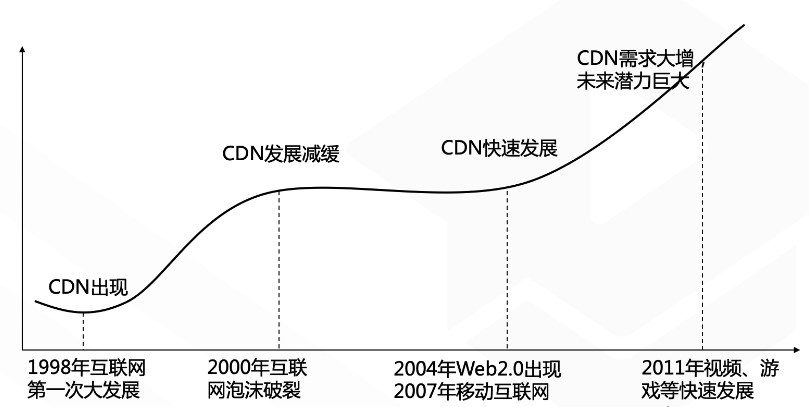 CDN需求大增
未来潜力巨大
CDN发展减缓
CDN快速发展
CDN出现
1998年互联网
第一次大发展
2000年互联
网泡沫破裂
2004年Web2.0出现
2007年移动互联网
2011年视频、游
戏等快速发展